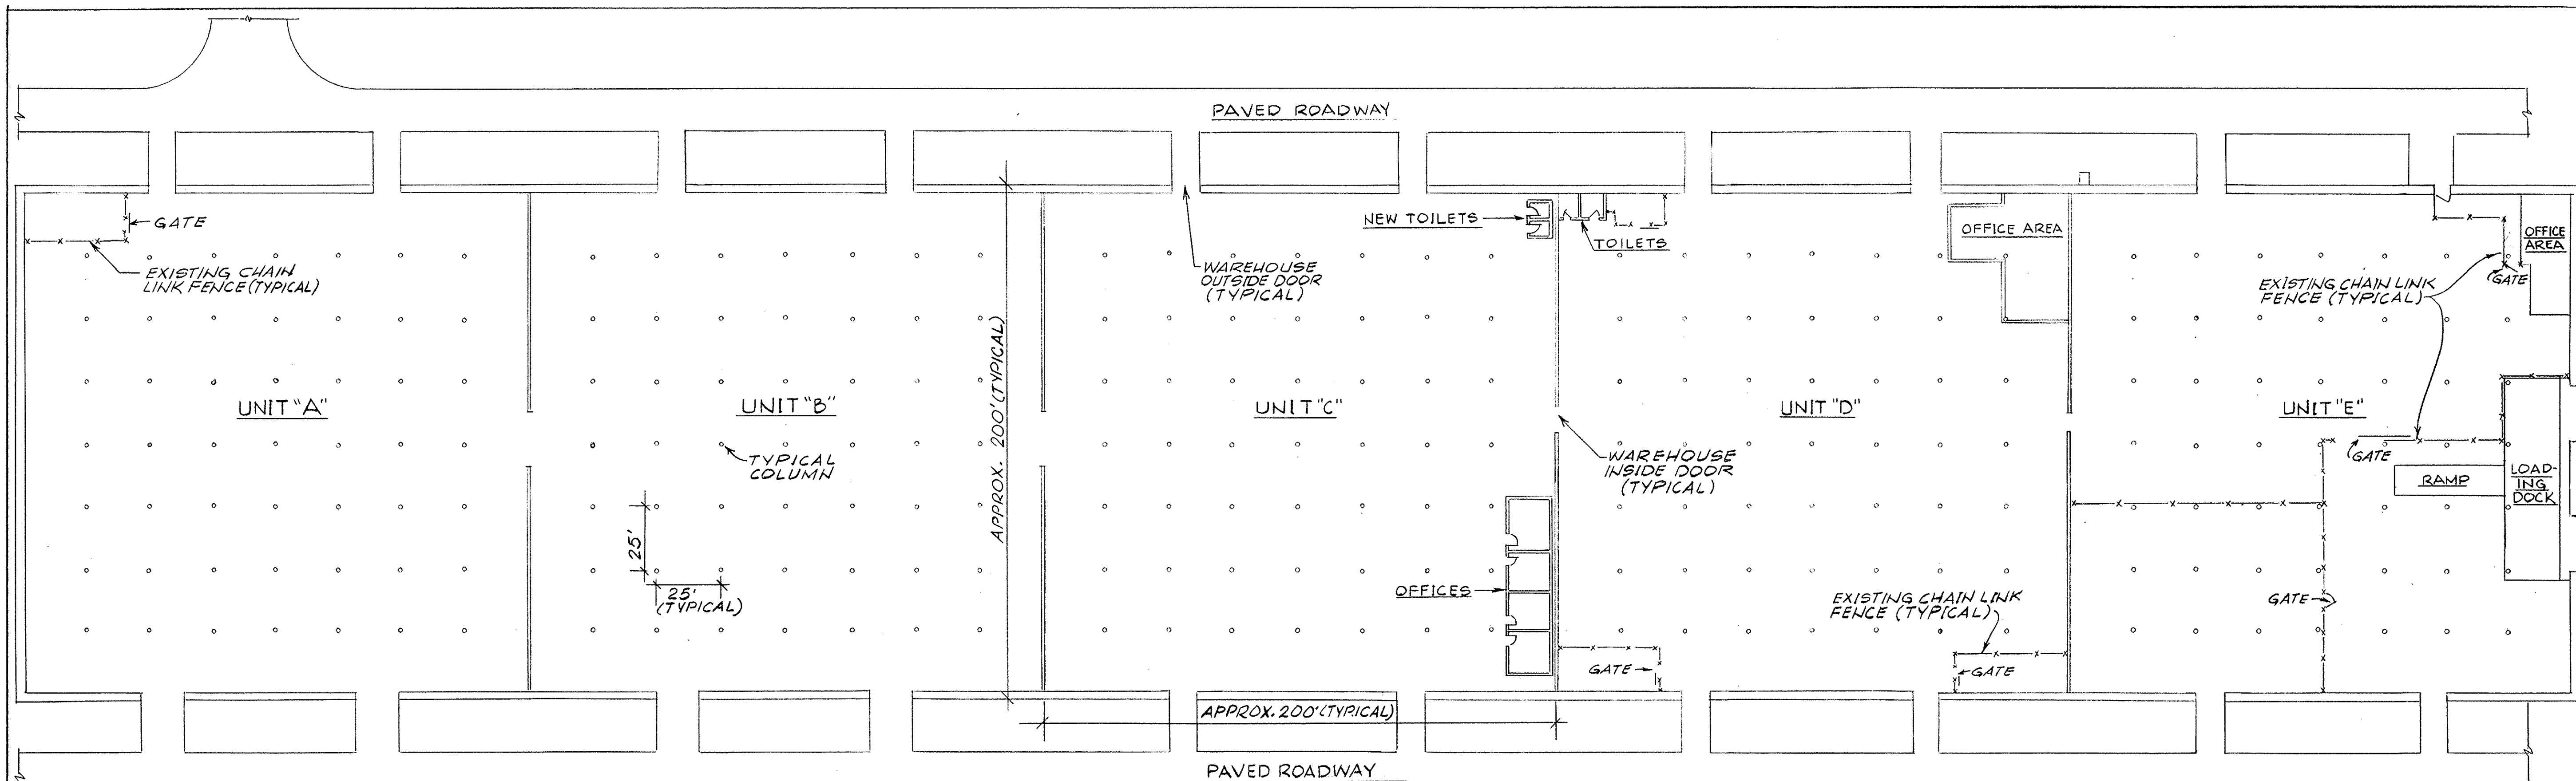 PAVED ROADWAY
GATE
EXISTING CHAIN
LINK FENCE (TYPICAL)
UNIT "A"
UNIT "B"
TYPICAL
COLUMN
25'
25'
(TYPICAL)
APPROX. 200' (TYPICAL)
WAREHOUSE
OUTSIDE DOOR
(TYPICAL)
NEW TOILETS
TOILETS
UNIT "C"
WAREHOUSE
INSIDE DOOR
(TYPICAL)
OFFICES
APPROX. 200' (TYPICAL)
OFFICE AREA
UNIT "D"
GATE
EXISTING CHAIN LINK
FENCE (TYPICAL)
GATE
OFFICE
AREA
GATE
EXISTING CHAIN LINK
FENCE (TYPICAL)
UNIT "E"
GATE
RAMP
LOAD-
ING
DOCK
GATE
PAVED ROADWAY